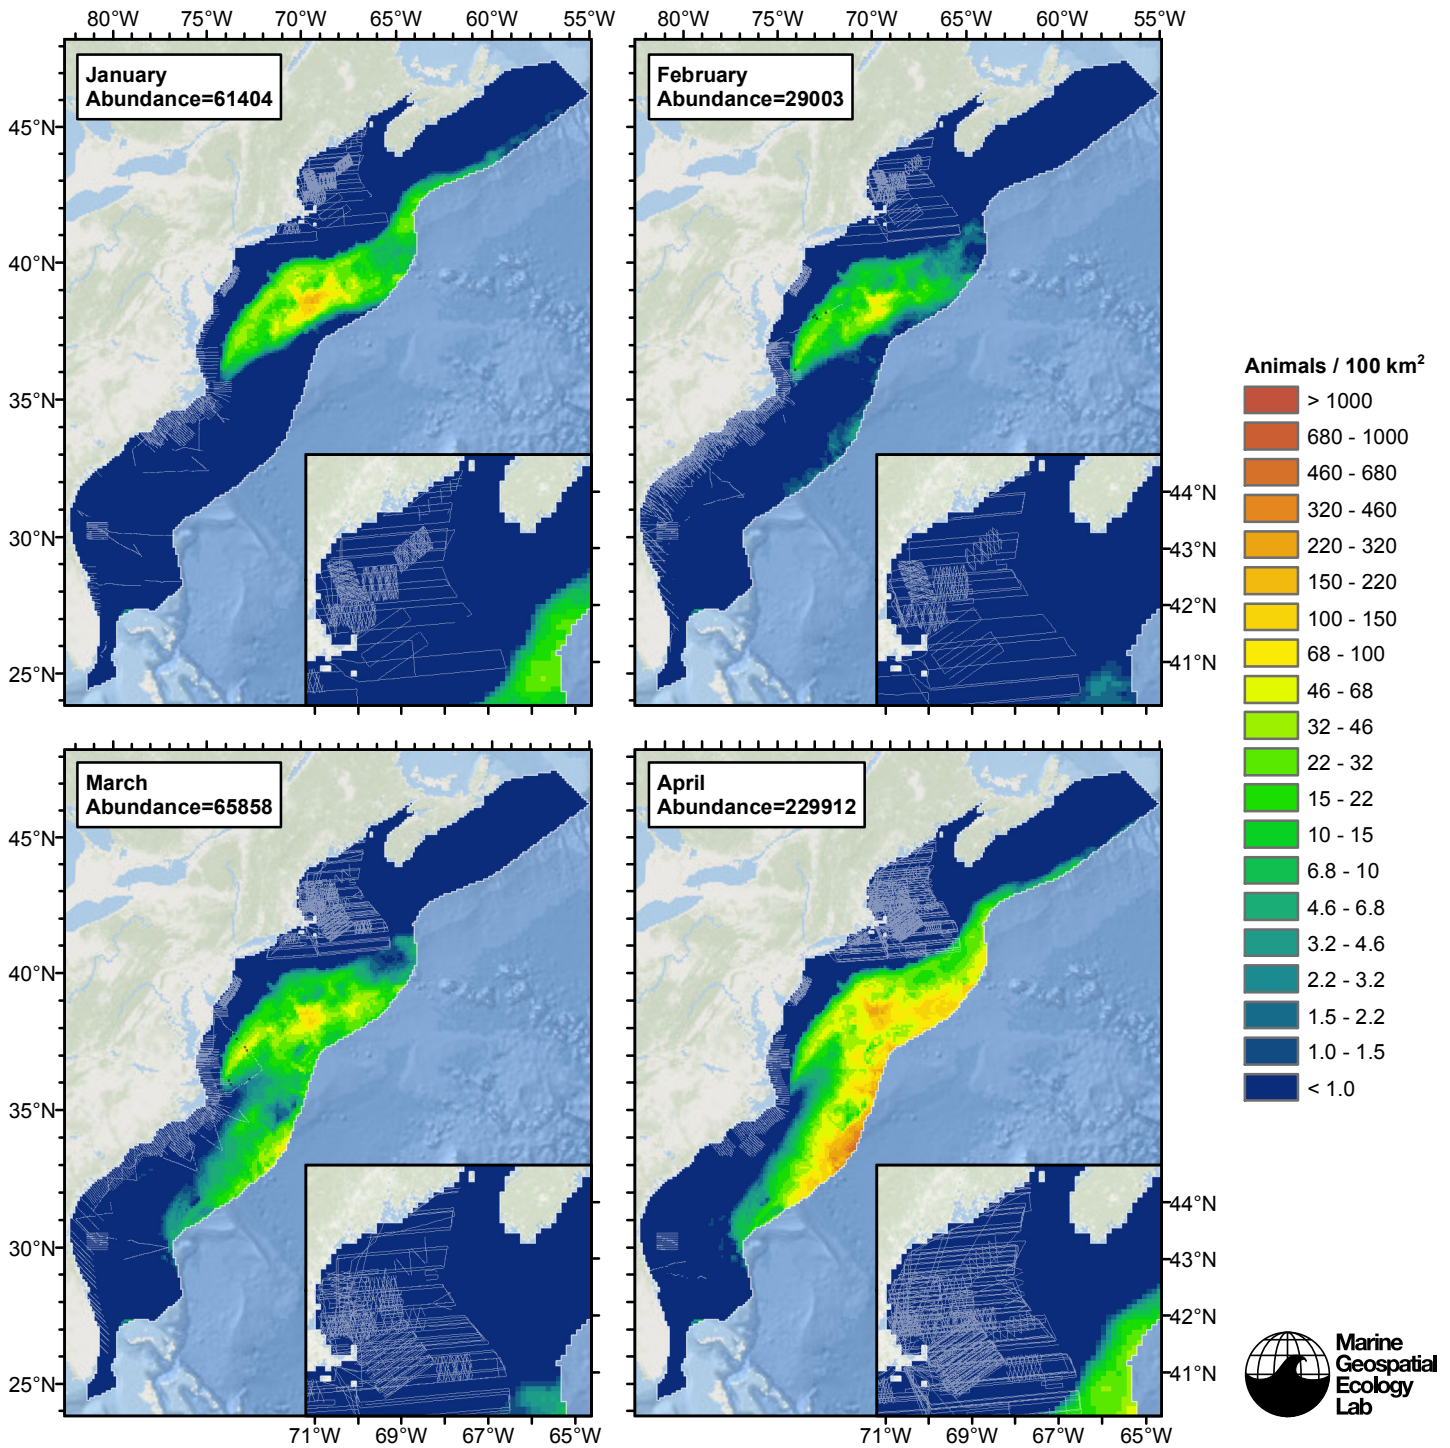 80°W 75°W 70°W 65°W 60°W 55°W 80°W 75°W 70°W 65°W 60°W 55°W
January
Abundance=61404
February
Abundance=29003
45°N
40°N
35°N
30°N
25°N
44°N
43°N
42°N
41°N
March
Abundance=65858
April
Abundance=229912
45°N
40°N
35°N
30°N
25°N
44°N
43°N
42°N
41°N
71°W 69°W 67°W 65°W 71°W 69°W 67°W 65°W
Animals / 100 km²
> 1000
680 - 1000
460 - 680
320 - 460
220 - 320
150 - 220
100 - 150
68 - 100
46 - 68
32 - 46
22 - 32
15 - 22
10 - 15
6.8 - 10
4.6 - 6.8
3.2 - 4.6
2.2 - 3.2
1.5 - 2.2
1.0 - 1.5
< 1.0
Marine
Geospatial
Ecology
Lab